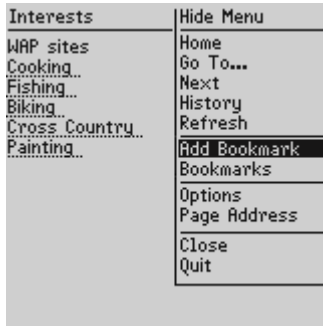 Interests
WAP sites
Cooking
Fishing
Biking
Cross Country
Painting
Hide Menu
Home
Go To...
Next
History
Refresh
Add Bookmark
Bookmarks
Options
Page Address
Close
Quit